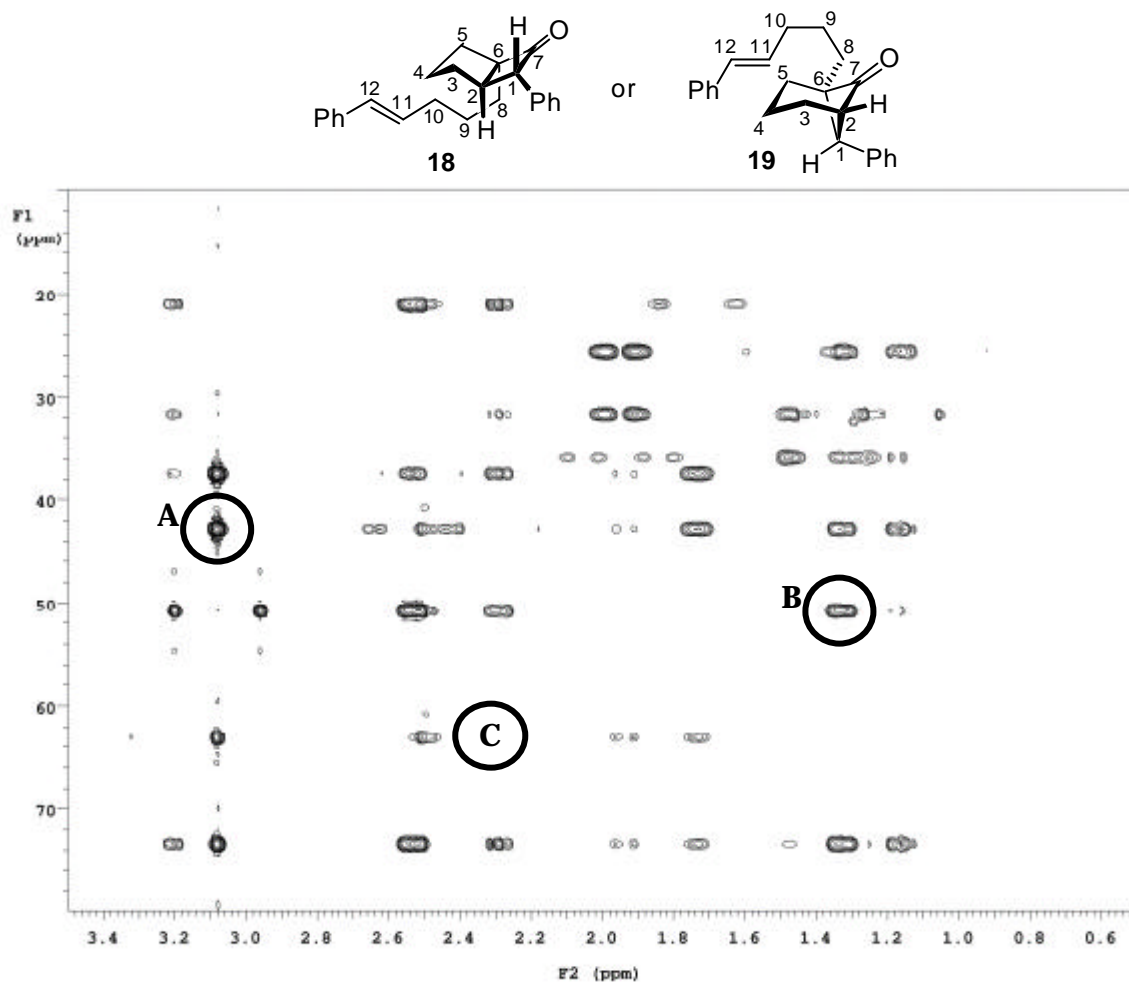 H O
5 6 7
4 3 2 1
12 Ph
Ph 11 10 9 H 8
18
or
10 9
12 11 8
7 O
Ph 5 6
H
3 2
4
1
H Ph
19
F1
(ppm)
20
30
40
50
60
70
A
B
C
3.4 3.2 3.0 2.8 2.6 2.4 2.2 2.0 1.8 1.6 1.4 1.2 1.0 0.8 0.6
F2 (ppm)